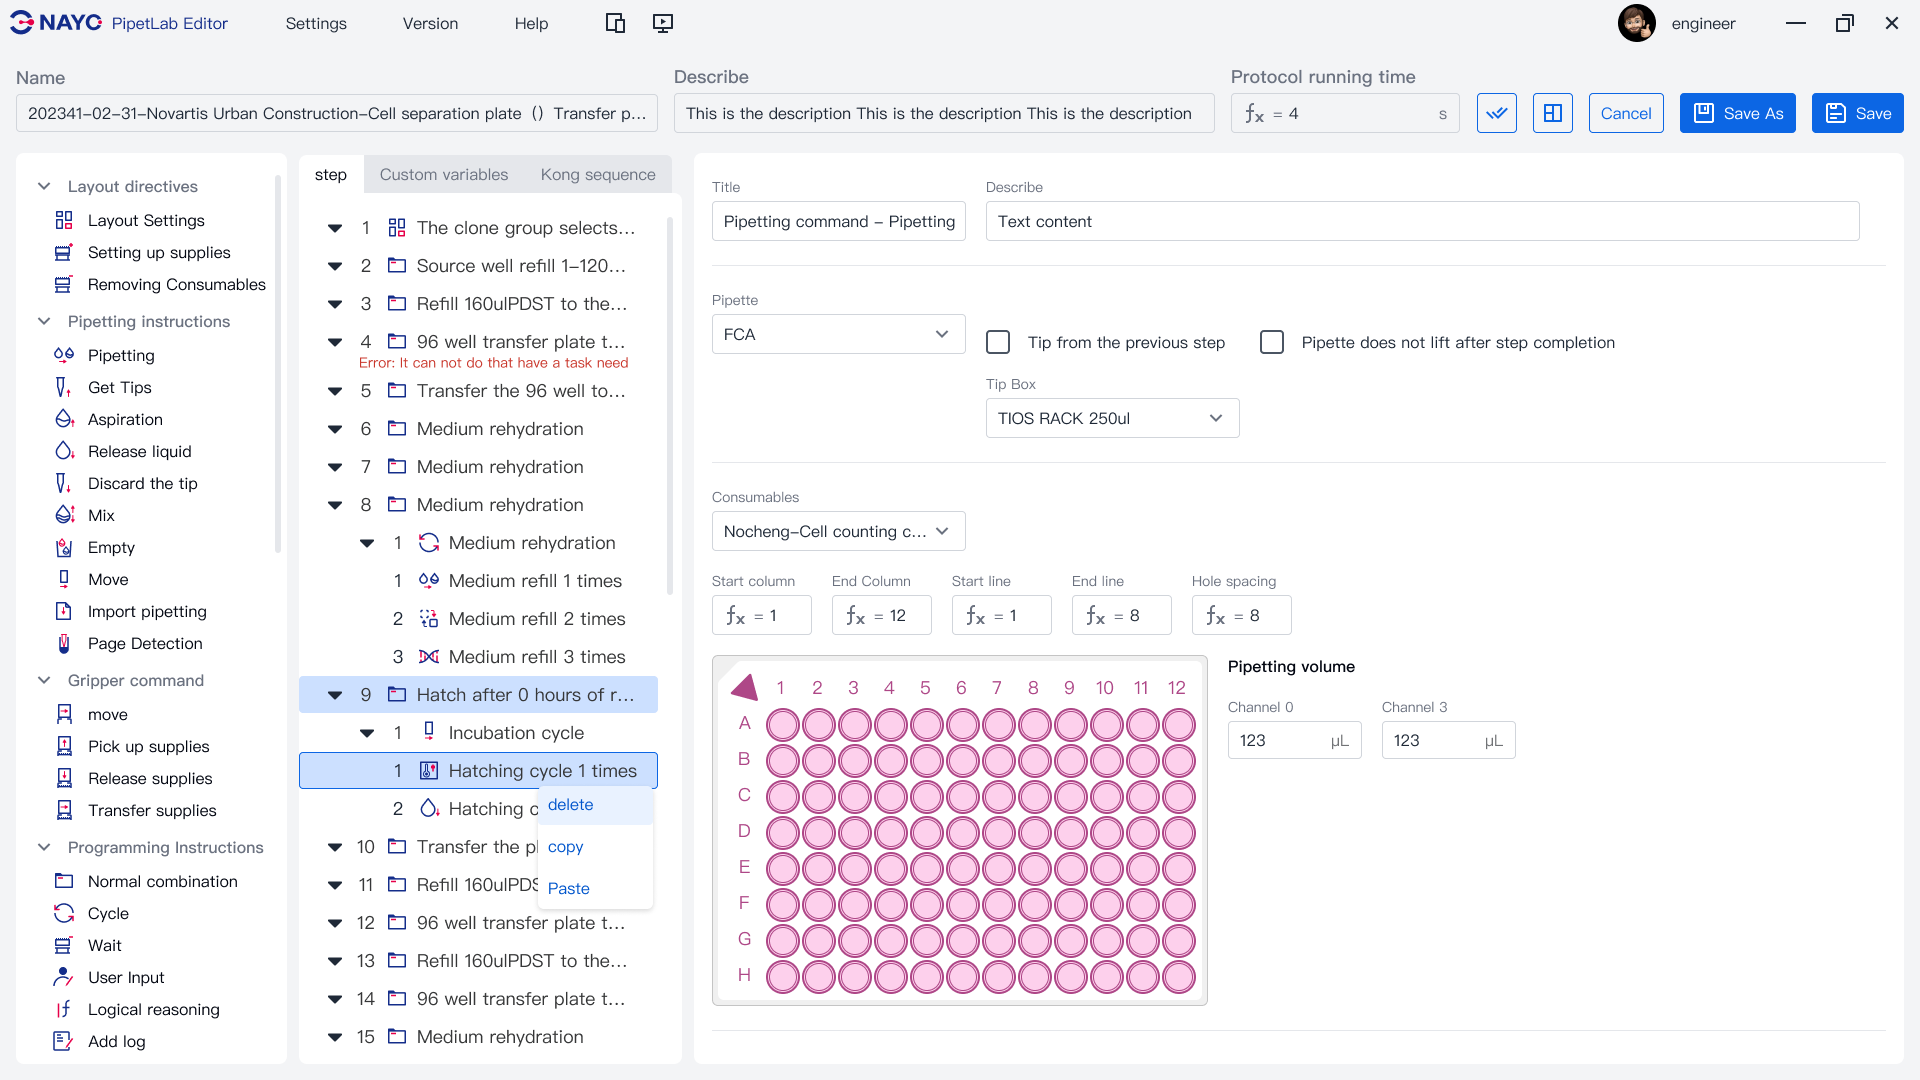 NAYO PipetLab Editor Settings Version Help engineer
Name Describe Protocol running time
202341-02-31-Novartis Urban Construction-Cell separation plate () Transfer p...
This is the description This is the description This is the description
fx = 4 s
Cancel
Save As
Save
Layout directives
Layout Settings
Setting up supplies
Removing Consumables
Pipetting instructions
Pipetting
Get Tips
Aspiration
Release liquid
Discard the tip
Mix
Empty
Move
Import pipetting
Page Detection
Gripper command
move
Pick up supplies
Release supplies
Transfer supplies
Programming Instructions
Normal combination
Cycle
Wait
User Input
Logical reasoning
Add log
step Custom variables Kong sequence
1 The clone group selects...
2 Source well refill 1-120...
3 Refill 160ulPDST to the...
4 96 well transfer plate t...
Error: It can not do that have a task need
5 Transfer the 96 well to...
6 Medium rehydration
7 Medium rehydration
8 Medium rehydration
1 Medium rehydration
1 Medium refill 1 times
2 Medium refill 2 times
3 Medium refill 3 times
9 Hatch after 0 hours of r...
1 Incubation cycle
1 Hatching cycle 1 times
2 Hatching c
10 Transfer the pl
11 Refill 160ulPDS
12 96 well transfer plate t...
13 Refill 160ulPDST to the...
14 96 well transfer plate t...
15 Medium rehydration
delete
copy
Paste
Title Describe
Pipetting command - Pipetting Text content
Pipette
FCA
Tip from the previous step
Pipette does not lift after step completion
Tip Box
TIOS RACK 250ul
Consumables
Nocheng-Cell counting c...
Start column End Column Start line End line Hole spacing
fx = 1 fx = 12 fx = 1 fx = 8 fx = 8
1 2 3 4 5 6 7 8 9 10 11 12
A
B
C
D
E
F
G
H
Pipetting volume
Channel 0 Channel 3
123 μL 123 μL